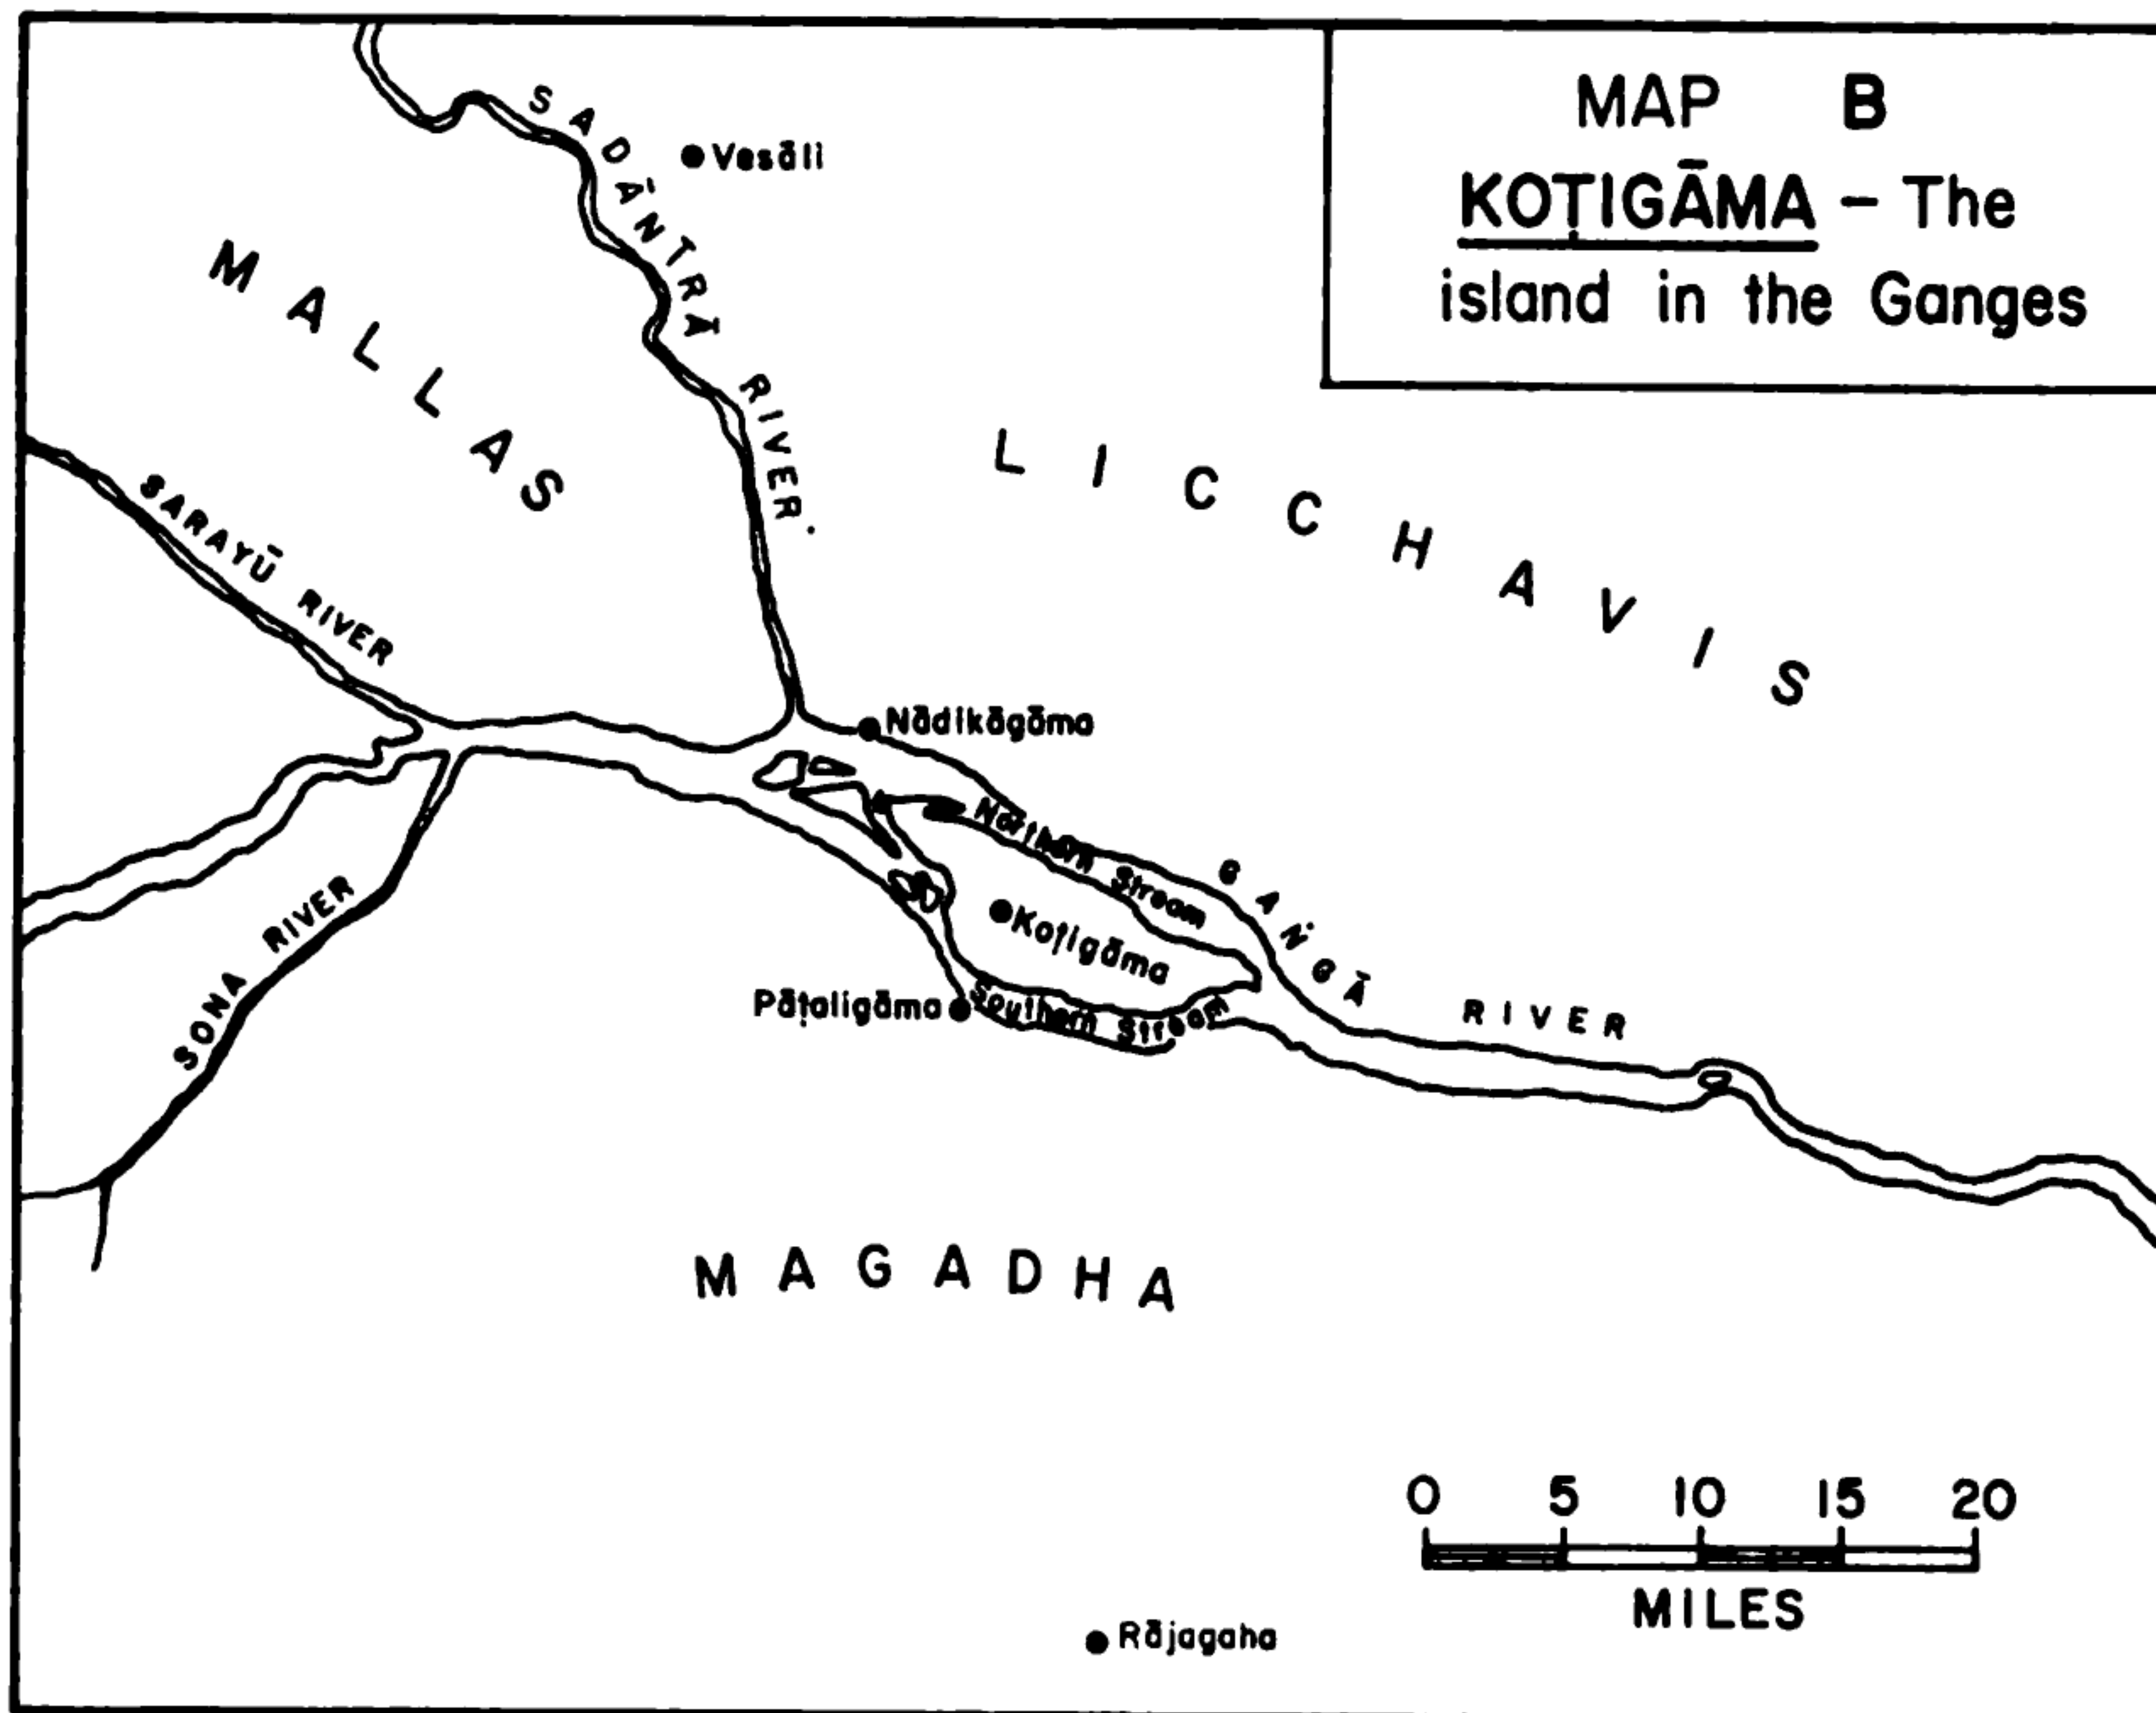 MAP B
KOṬIGĀMA – The
island in the Ganges
SADĀNTRĀ RIVER.
Vesāli
MALLAS
LICCHAVIS
SARAYŪ RIVER
Nādikāgāma
Northern Stream
GAṄGĀ RIVER
SONA RIVER
Koṭigāma
Pāṭaligāma
Southern Stream
MAGADHA
0 5 10 15 20
MILES
Rājagaha